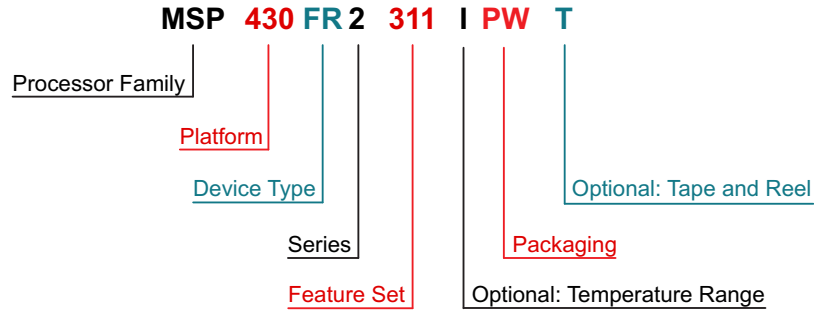 MSP 430 FR 2 311 I PW T
Processor Family
Platform
Device Type Optional: Tape and Reel
Series Packaging
Feature Set Optional: Temperature Range